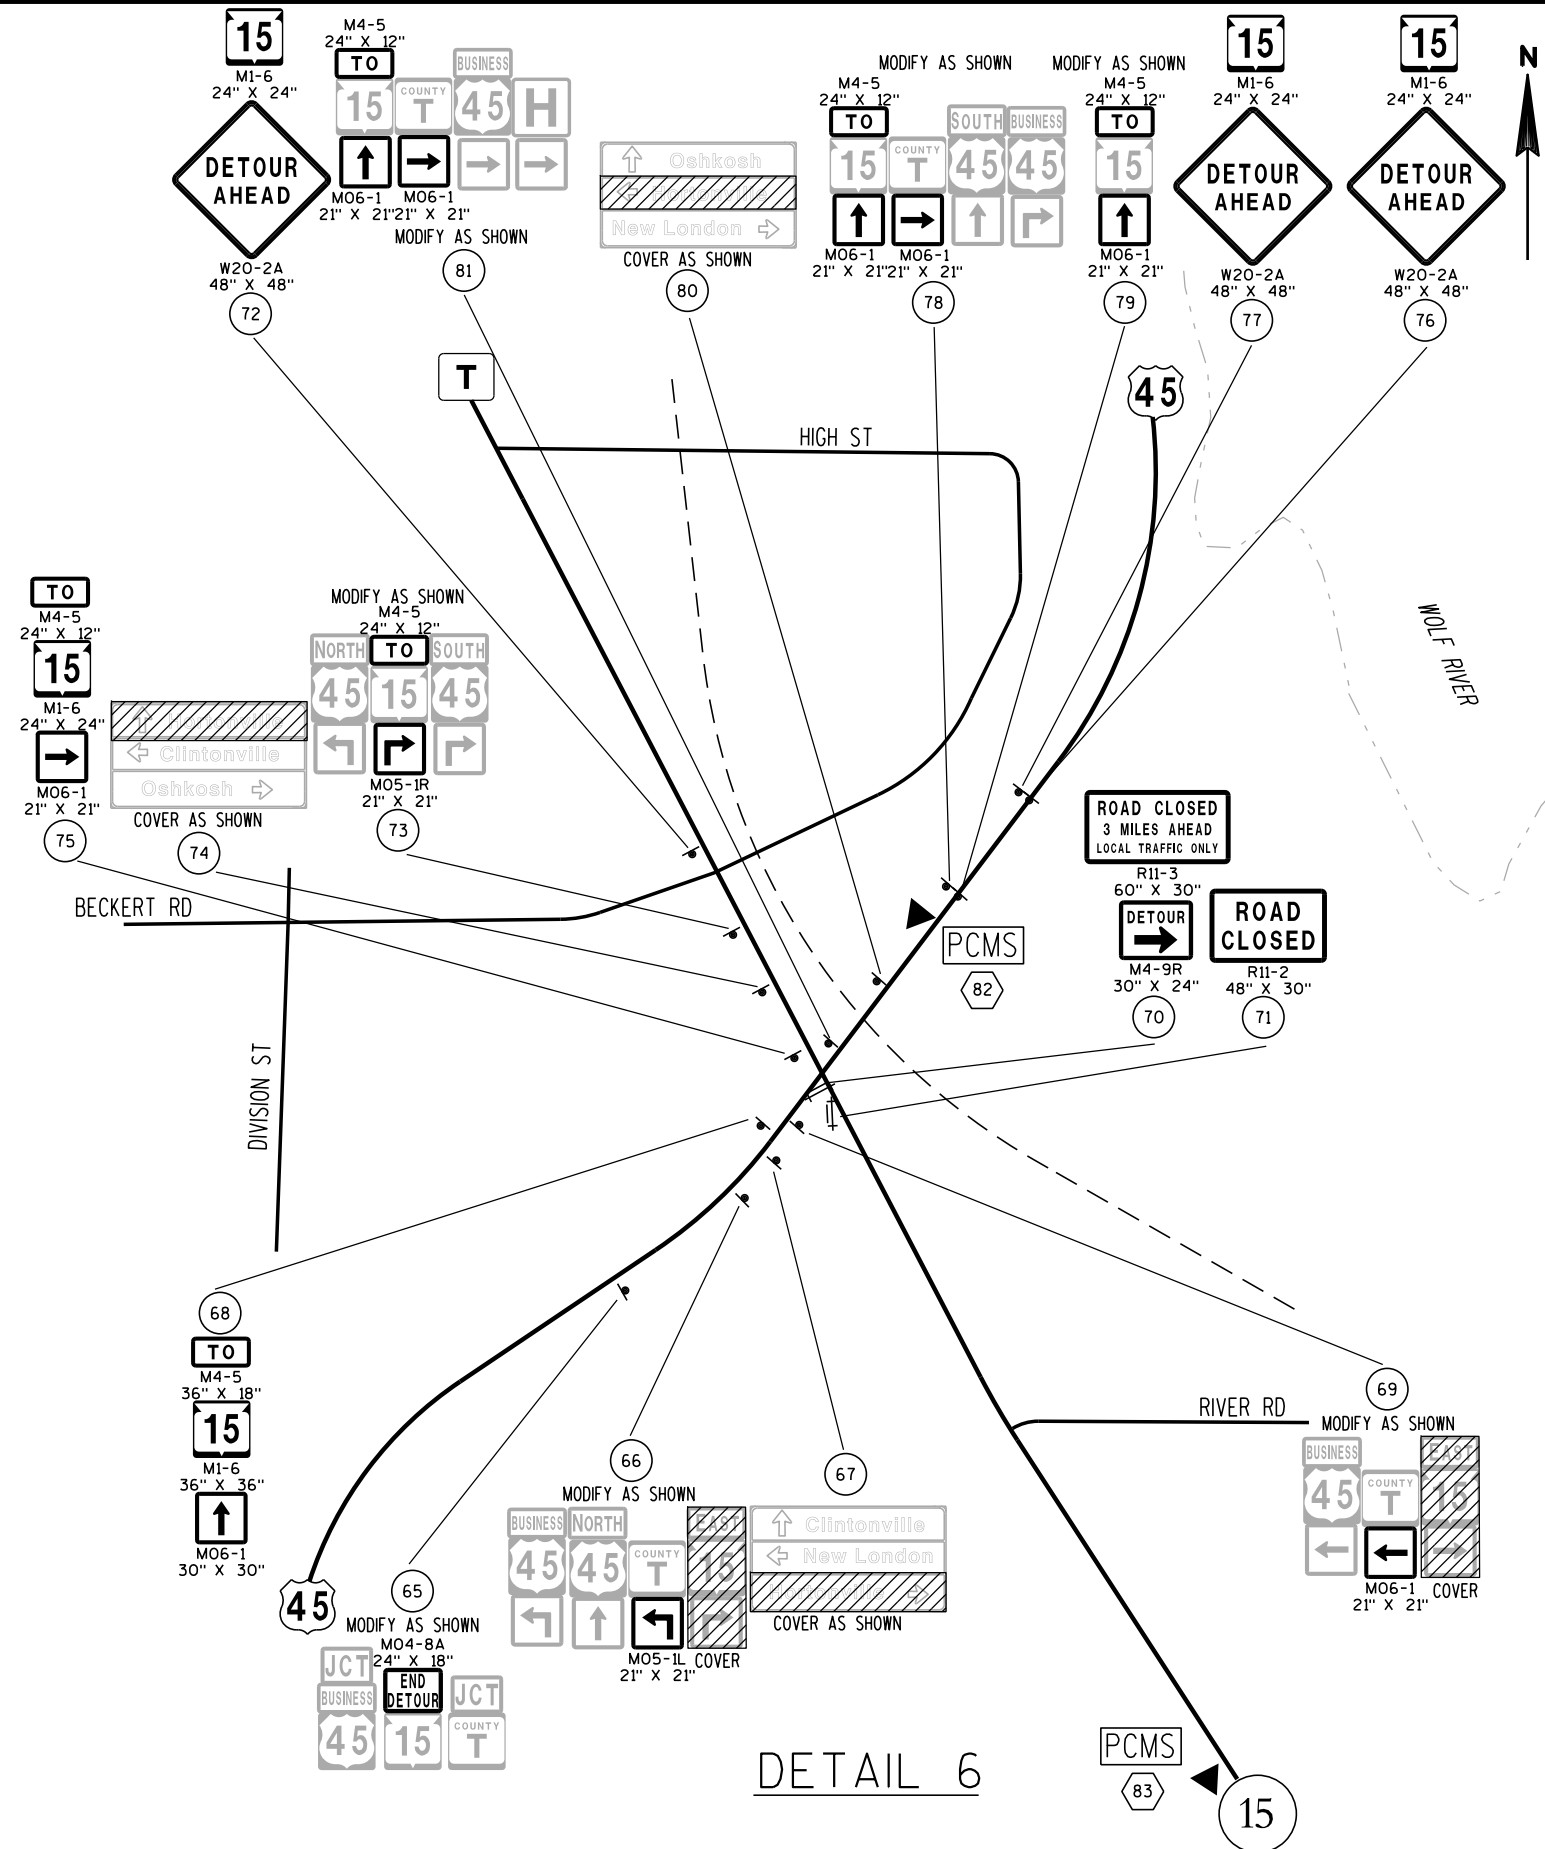 15
M1-6
24" X 24"
DETOUR
AHEAD
W20-2A
48" X 48"
72
M4-5
24" X 12"
TO
15
COUNTY
T
BUSINESS
45
H
M06-1
21" X 21"
M06-1
21" X 21"
MODIFY AS SHOWN
81
Oshkosh
Hortonville
New London
COVER AS SHOWN
80
MODIFY AS SHOWN
M4-5
24" X 12"
TO
15
COUNTY
T
SOUTH
45
BUSINESS
45
M06-1
21" X 21"
M06-1
21" X 21"
78
MODIFY AS SHOWN
M4-5
24" X 12"
TO
15
M06-1
21" X 21"
79
15
M1-6
24" X 24"
DETOUR
AHEAD
W20-2A
48" X 48"
77
15
M1-6
24" X 24"
DETOUR
AHEAD
W20-2A
48" X 48"
76
N
T
45
HIGH ST
WOLF RIVER
TO
M4-5
24" X 12"
15
M1-6
24" X 24"
M06-1
21" X 21"
75
Hortonville
Clintonville
Oshkosh
COVER AS SHOWN
74
MODIFY AS SHOWN
M4-5
24" X 12"
NORTH
45
TO
15
SOUTH
45
M05-1R
21" X 21"
73
BECKERT RD
DIVISION ST
PCMS
82
ROAD CLOSED
3 MILES AHEAD
LOCAL TRAFFIC ONLY
R11-3
60" X 30"
DETOUR
M4-9R
30" X 24"
70
ROAD
CLOSED
R11-2
48" X 30"
71
68
TO
M4-5
36" X 18"
15
M1-6
36" X 36"
M06-1
30" X 30"
45
65
MODIFY AS SHOWN
M04-8A
24" X 18"
JCT
BUSINESS
45
END
DETOUR
15
JCT
COUNTY
T
66
MODIFY AS SHOWN
BUSINESS
45
NORTH
45
COUNTY
T
EAST
15
M05-1L
21" X 21"
COVER
67
Clintonville
New London
Hortonville
COVER AS SHOWN
RIVER RD
69
MODIFY AS SHOWN
BUSINESS
45
COUNTY
T
EAST
15
M06-1
21" X 21"
COVER
DETAIL 6
PCMS
83
15